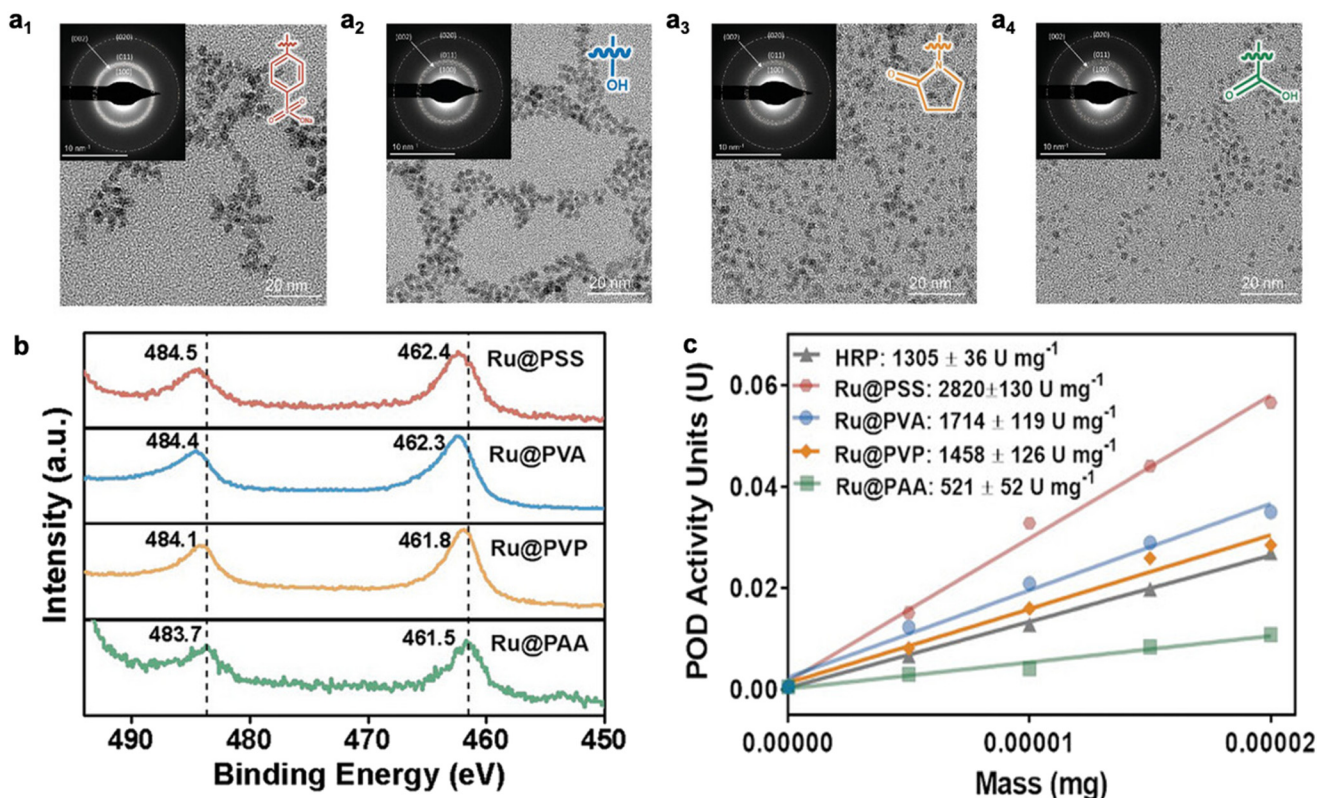 a1
a2
a3
a4
(002)
(020)
(011)
(100)
10 nm-1
O
O
ONa
20 nm
(002)
(020)
(011)
(100)
10 nm-1
OH
20 nm
(002)
(020)
(011)
(100)
10 nm-1
O
N
20 nm
(002)
(020)
(011)
(100)
10 nm-1
O
OH
20 nm
b
484.5
462.4
Ru@PSS
484.4
462.3
Ru@PVA
484.1
461.8
Ru@PVP
483.7
461.5
Ru@PAA
Intensity (a.u.)
490
480
470
460
450
Binding Energy (eV)
c
HRP: 1305 ± 36 U mg-1
Ru@PSS: 2820±130 U mg-1
Ru@PVA: 1714 ± 119 U mg-1
Ru@PVP: 1458 ± 126 U mg-1
Ru@PAA: 521 ± 52 U mg-1
POD Activity Units (U)
0.06
0.04
0.02
0.00
0.00000
0.00001
0.00002
Mass (mg)